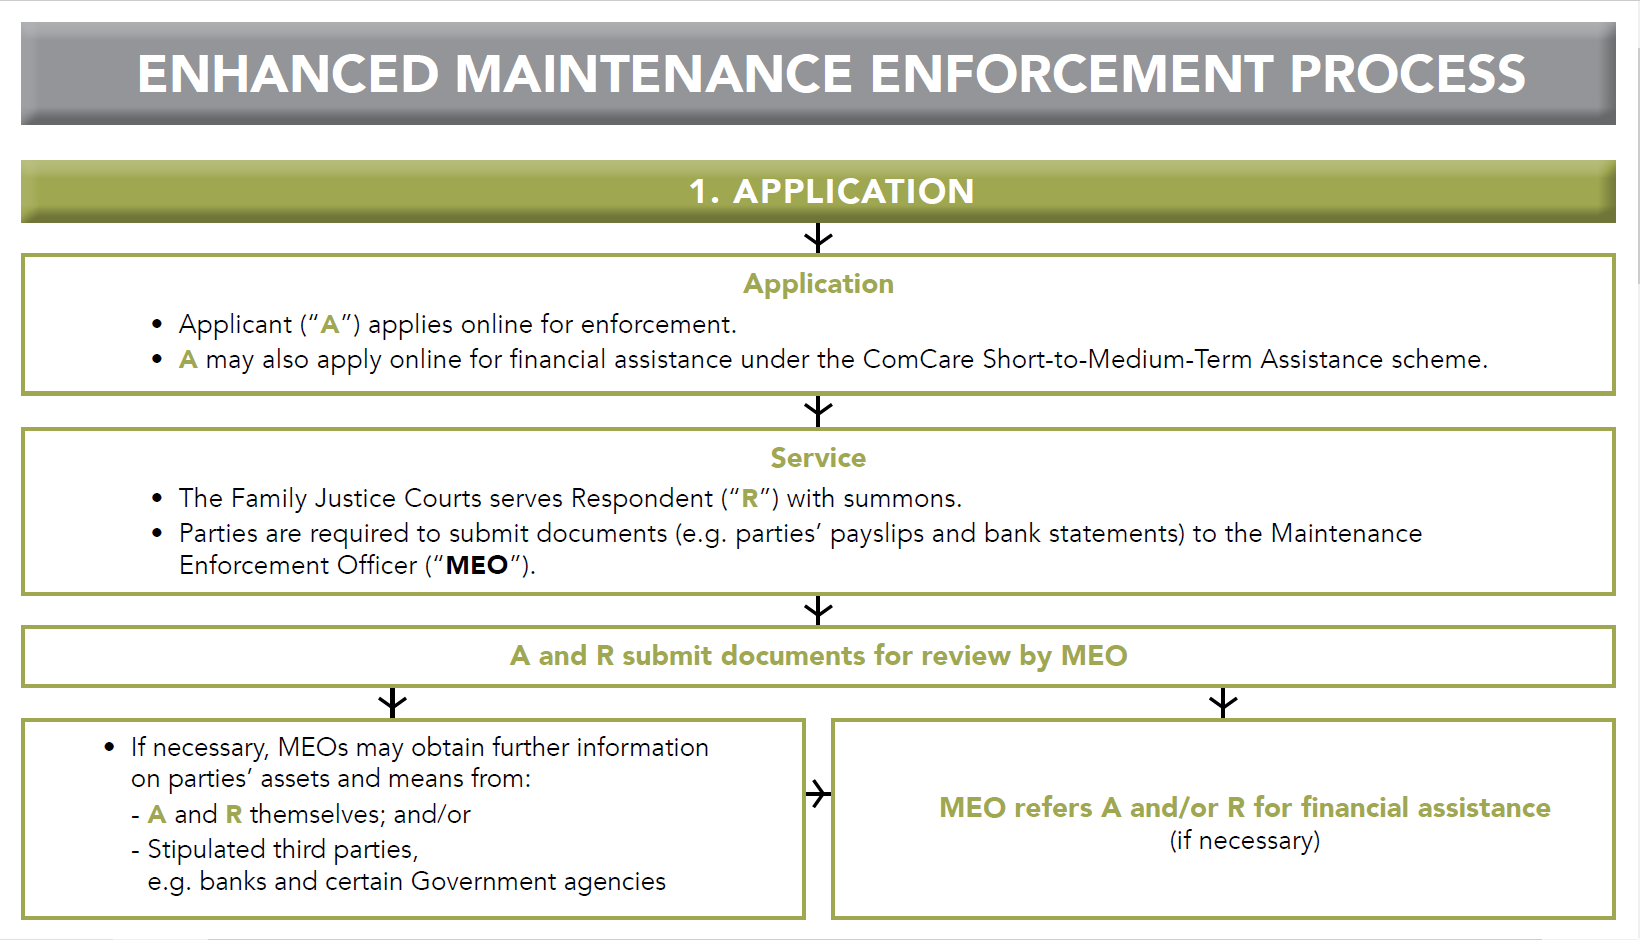 ENHANCED MAINTENANCE ENFORCEMENT PROCESS
1. APPLICATION
Application
• Applicant (“A”) applies online for enforcement.
• A may also apply online for financial assistance under the ComCare Short-to-Medium-Term Assistance scheme.
Service
• The Family Justice Courts serves Respondent (“R”) with summons.
• Parties are required to submit documents (e.g. parties’ payslips and bank statements) to the Maintenance
Enforcement Officer (“MEO”).
A and R submit documents for review by MEO
• If necessary, MEOs may obtain further information
on parties’ assets and means from:
- A and R themselves; and/or
- Stipulated third parties,
e.g. banks and certain Government agencies
MEO refers A and/or R for financial assistance
(if necessary)